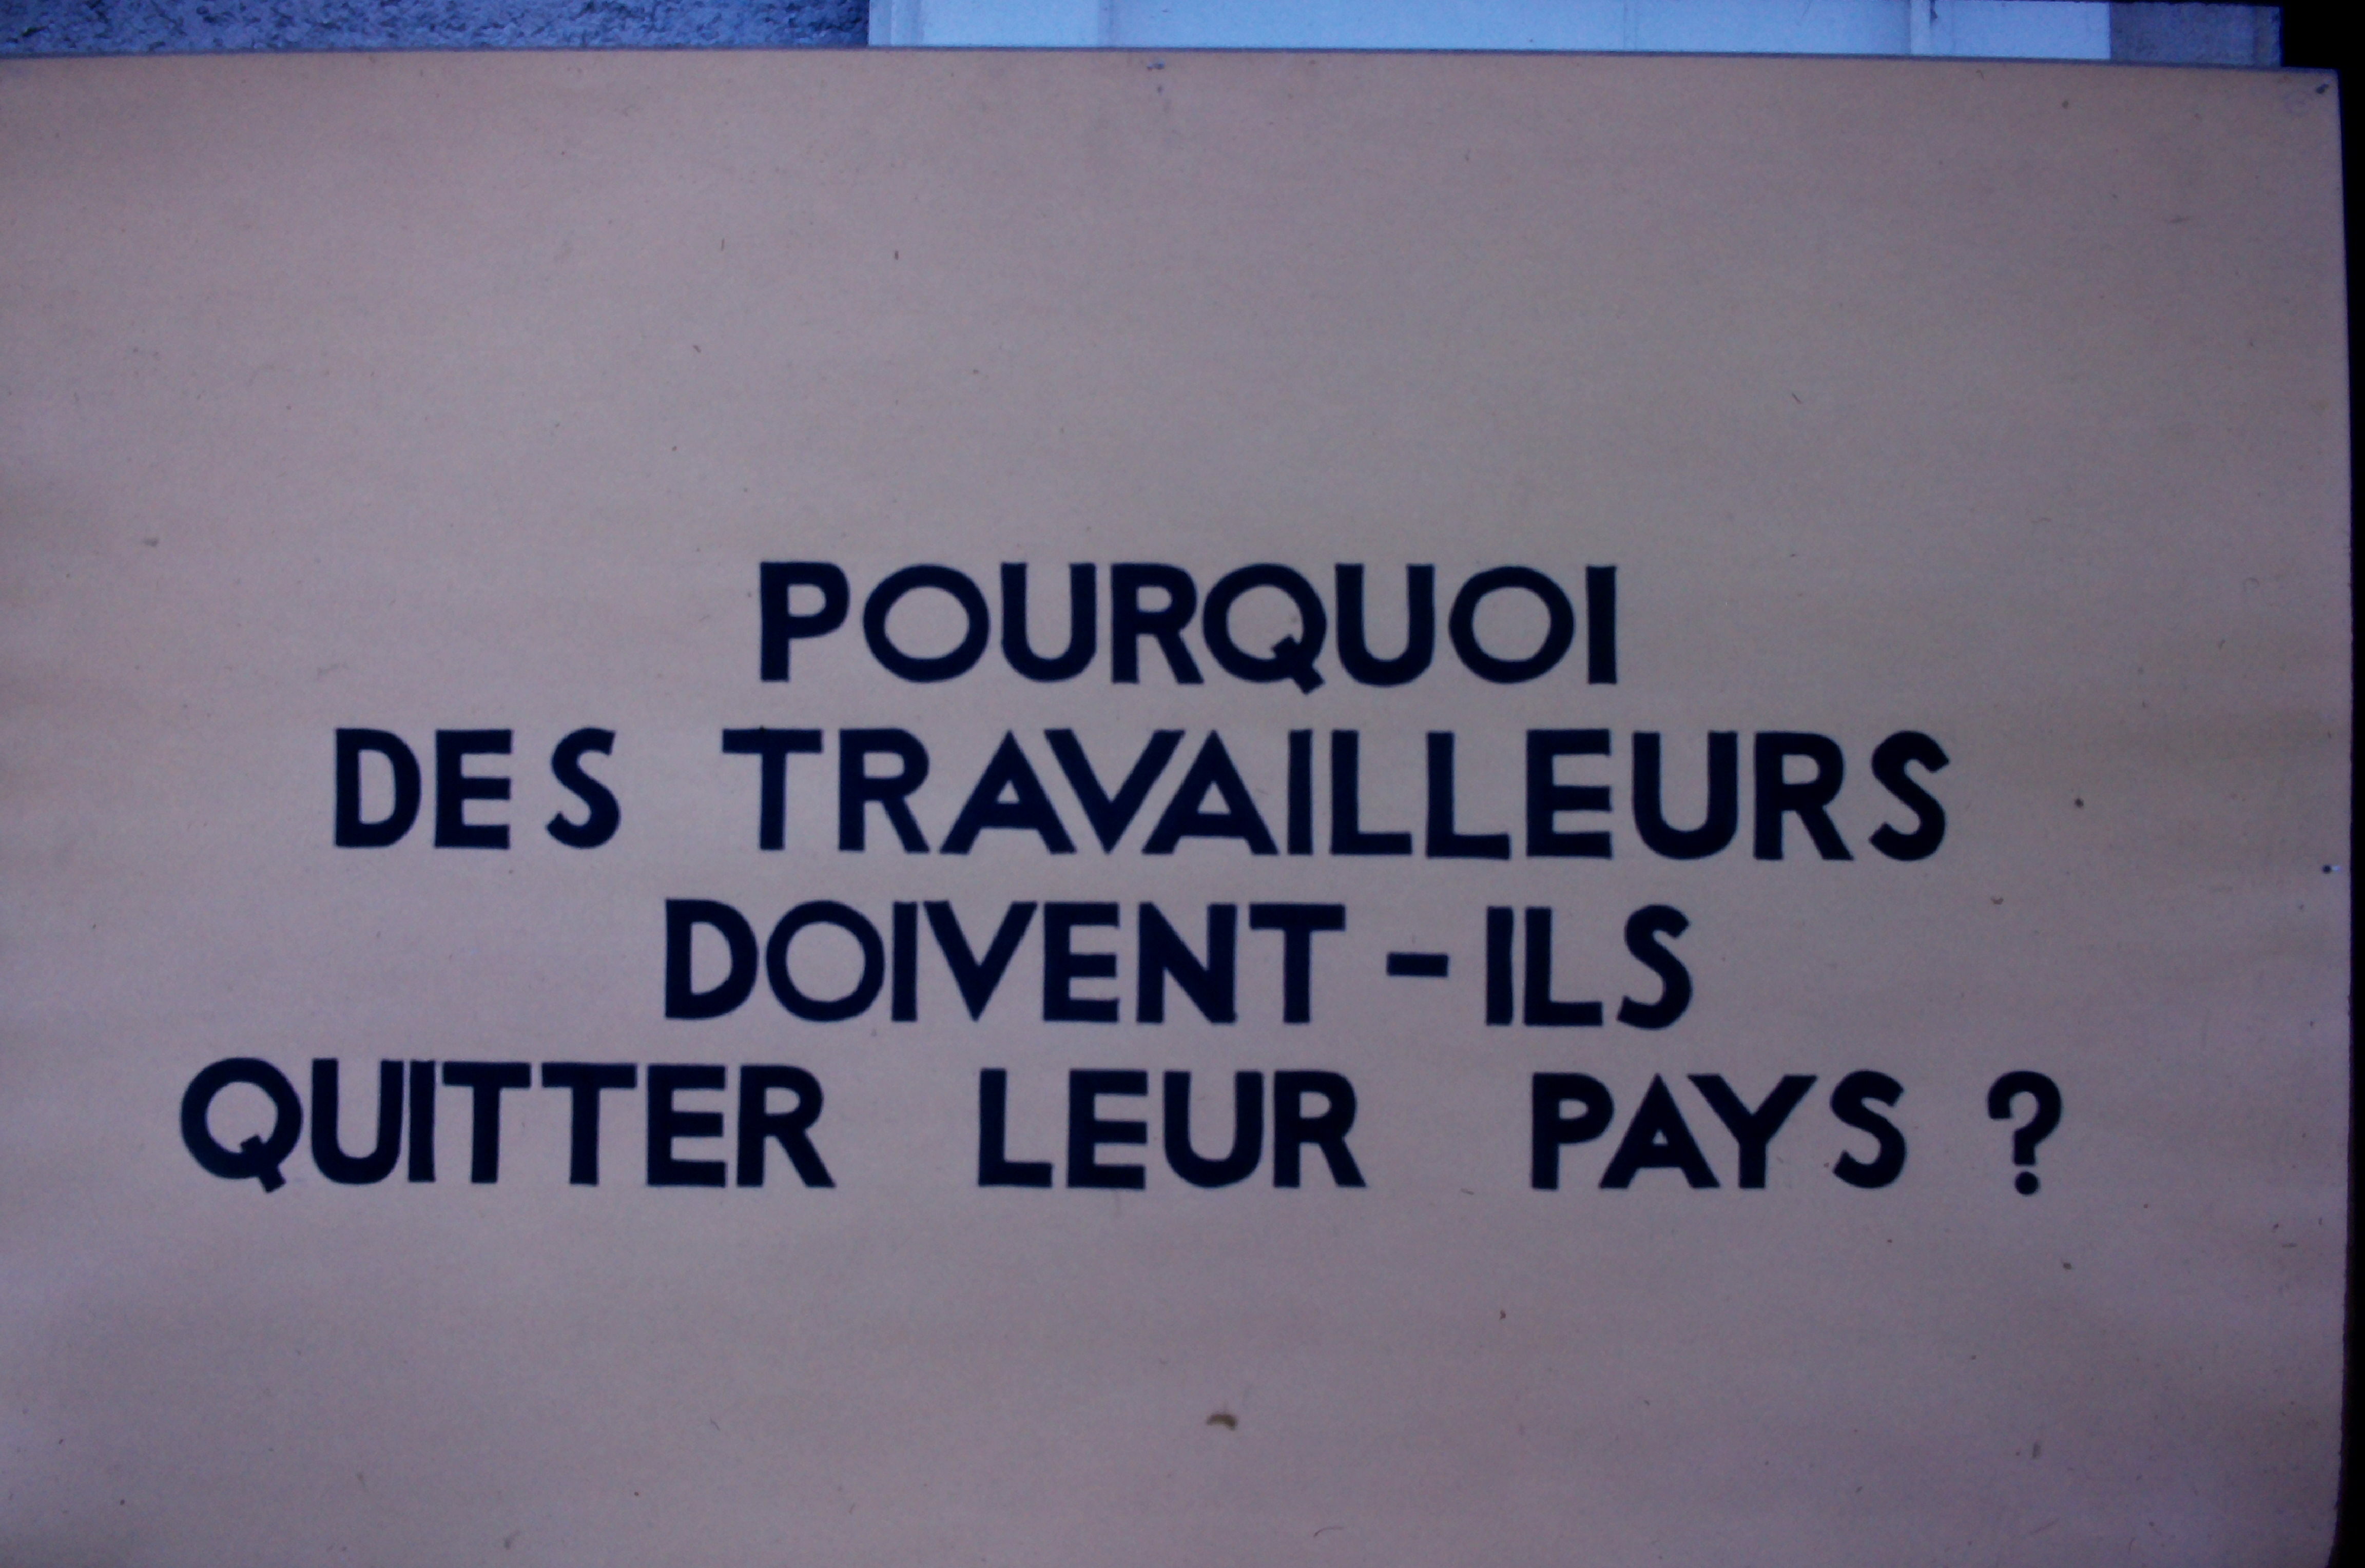 POURQUOI
DES TRAVAILLEURS
DOIVENT-ILS
QUITTER LEUR PAYS ?